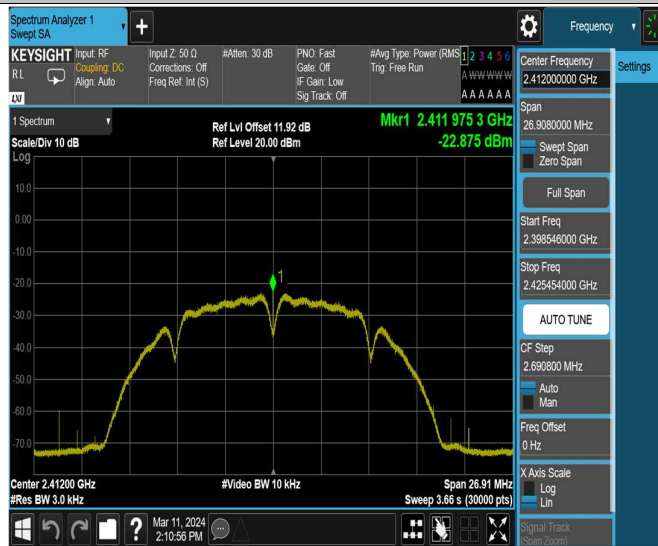 Spectrum Analyzer 1
Swept SA
Frequency
KEYSIGHT
RL
LXI
Input: RF
Coupling: DC
Align: Auto
Input Z: 50 Ω
Corrections: Off
Freq Ref: Int (S)
#Atten: 30 dB
PNO: Fast
Gate: Off
IF Gain: Low
Sig Track: Off
#Avg Type: Power (RMS
Trig: Free Run
1 2 3 4 5 6
A W W W W W
A A A A A A
1 Spectrum
Scale/Div 10 dB
Ref Lvl Offset 11.92 dB
Ref Level 20.00 dBm
Mkr1 2.411 975 3 GHz
-22.875 dBm
Log
10.0
0.00
-10.0
-20.0
-30.0
-40.0
-50.0
-60.0
-70.0
1
Center 2.41200 GHz
#Res BW 3.0 kHz
#Video BW 10 kHz
Span 26.91 MHz
Sweep 3.66 s (30000 pts)
Center Frequency
2.412000000 GHz
Settings
Span
26.9080000 MHz
Swept Span
Zero Span
Full Span
Start Freq
2.398546000 GHz
Stop Freq
2.425454000 GHz
AUTO TUNE
CF Step
2.690800 MHz
Auto
Man
Freq Offset
0 Hz
X Axis Scale
Log
Lin
Signal Track
(Span Zoom)
Mar 11, 2024
2:10:56 PM